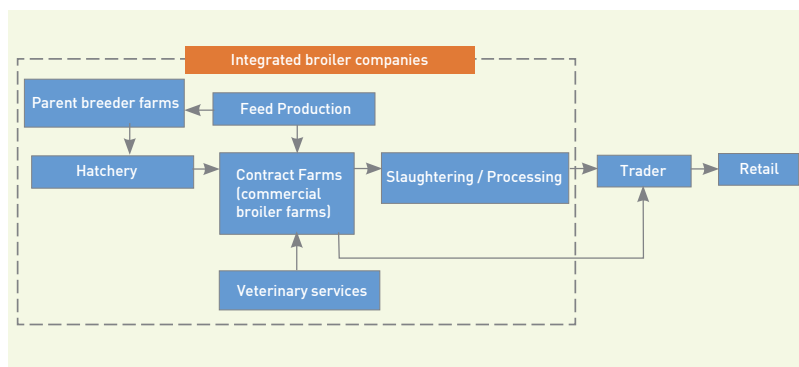 Integrated broiler companies
Parent breeder farms
Feed Production
Hatchery
Contract Farms
(commercial
broiler farms)
Slaughtering / Processing
Trader
Retail
Veterinary services